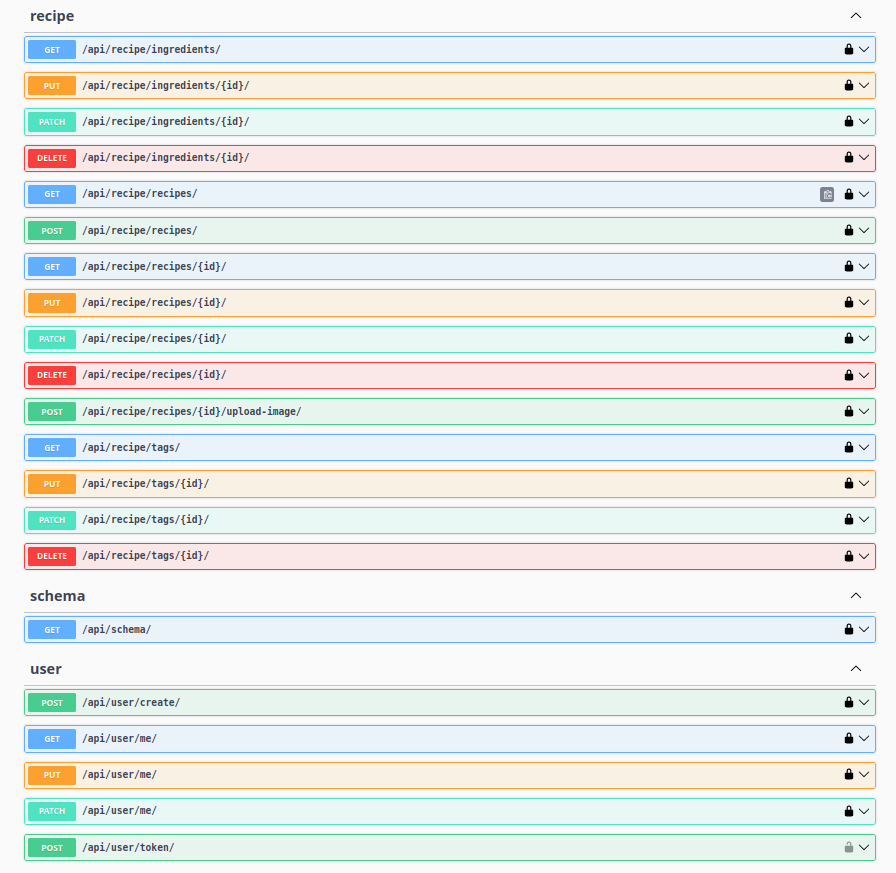 recipe
GET /api/recipe/ingredients/
PUT /api/recipe/ingredients/{id}/
PATCH /api/recipe/ingredients/{id}/
DELETE /api/recipe/ingredients/{id}/
GET /api/recipe/recipes/
POST /api/recipe/recipes/
GET /api/recipe/recipes/{id}/
PUT /api/recipe/recipes/{id}/
PATCH /api/recipe/recipes/{id}/
DELETE /api/recipe/recipes/{id}/
POST /api/recipe/recipes/{id}/upload-image/
GET /api/recipe/tags/
PUT /api/recipe/tags/{id}/
PATCH /api/recipe/tags/{id}/
DELETE /api/recipe/tags/{id}/
schema
GET /api/schema/
user
POST /api/user/create/
GET /api/user/me/
PUT /api/user/me/
PATCH /api/user/me/
POST /api/user/token/